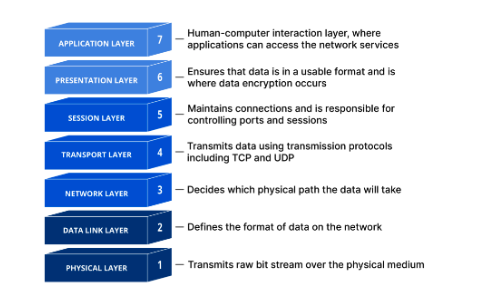 APPLICATION LAYER 7
Human-computer interaction layer, where
applications can access the network services
PRESENTATION LAYER 6
Ensures that data is in a usable format and is
where data encryption occurs
SESSION LAYER 5
Maintains connections and is responsible for
controlling ports and sessions
TRANSPORT LAYER 4
Transmits data using transmission protocols
including TCP and UDP
NETWORK LAYER 3
Decides which physical path the data will take
DATA LINK LAYER 2
Defines the format of data on the network
PHYSICAL LAYER 1
Transmits raw bit stream over the physical medium